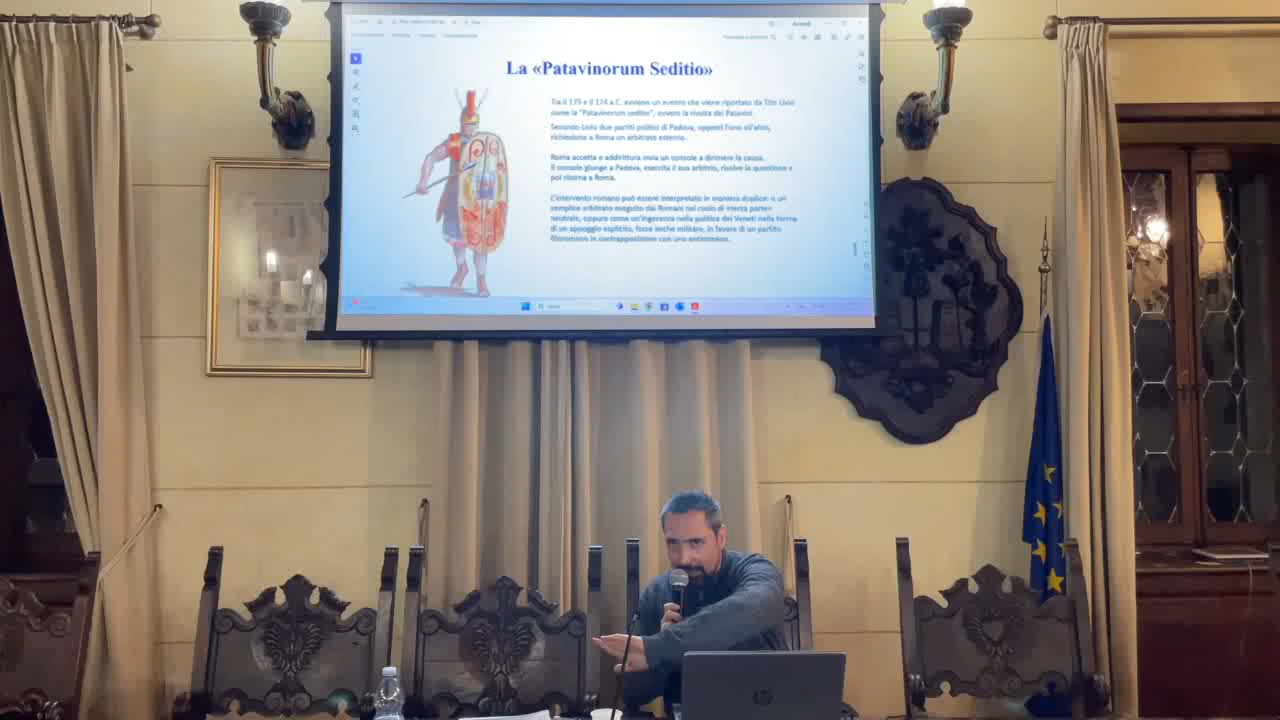 La «Patavinorum Seditio»
Tra il 175 e il 174 a.C. avviene un evento che viene riportato da Tito Livio
come la "Patavinorum seditio", ovvero la rivolta dei Patavini
Secondo Livio due partiti politici di Padova, opposti l'uno all'altro,
richiedono a Roma un arbitrato esterno.
Roma accetta e addirittura invia un console a dirimere la causa.
Il console giunge a Padova, esercita il suo arbitrio, risolve la questione e
poi ritorna a Roma.
L'intervento romano può essere interpretato in maniera duplice: o un
semplice arbitrato eseguito dai Romani nel ruolo di «terza parte»
neutrale, oppure come un'ingerenza nella politica dei Veneti nella forma
di un appoggio esplicito, forse anche militare, in favore di un partito
filoromano in contrapposizione con uno antiromano.
hp